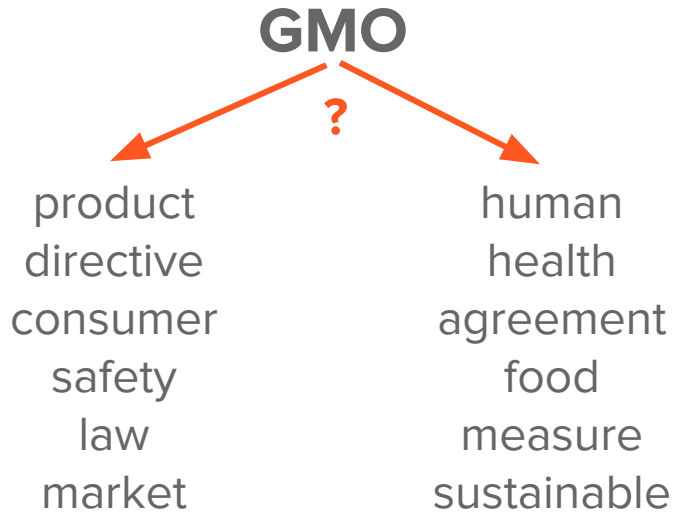 GMO
?
product
directive
consumer
safety
law
market
human
health
agreement
food
measure
sustainable